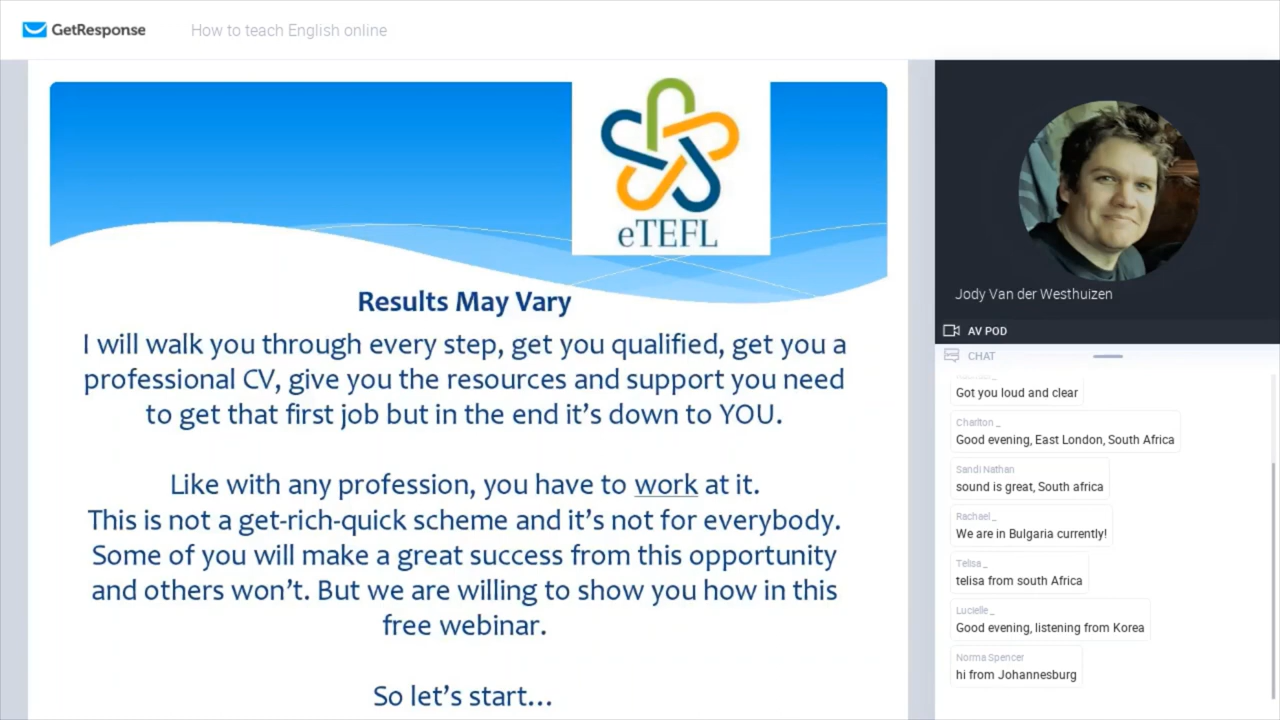 GetResponse
How to teach English online
eTEFL
Results May Vary
I will walk you through every step, get you qualified, get you a
professional CV, give you the resources and support you need
to get that first job but in the end it's down to YOU.
Like with any profession, you have to work at it.
This is not a get-rich-quick scheme and it's not for everybody.
Some of you will make a great success from this opportunity
and others won't. But we are willing to show you how in this
free webinar.
So let's start...
Jody Van der Westhuizen
AV POD
CHAT
Got you loud and clear
Charlton _
Good evening, East London, South Africa
Sandi Nathan
sound is great, South africa
Rachael _
We are in Bulgaria currently!
Telisa _
telisa from south Africa
Lucielle _
Good evening, listening from Korea
Norma Spencer
hi from Johannesburg